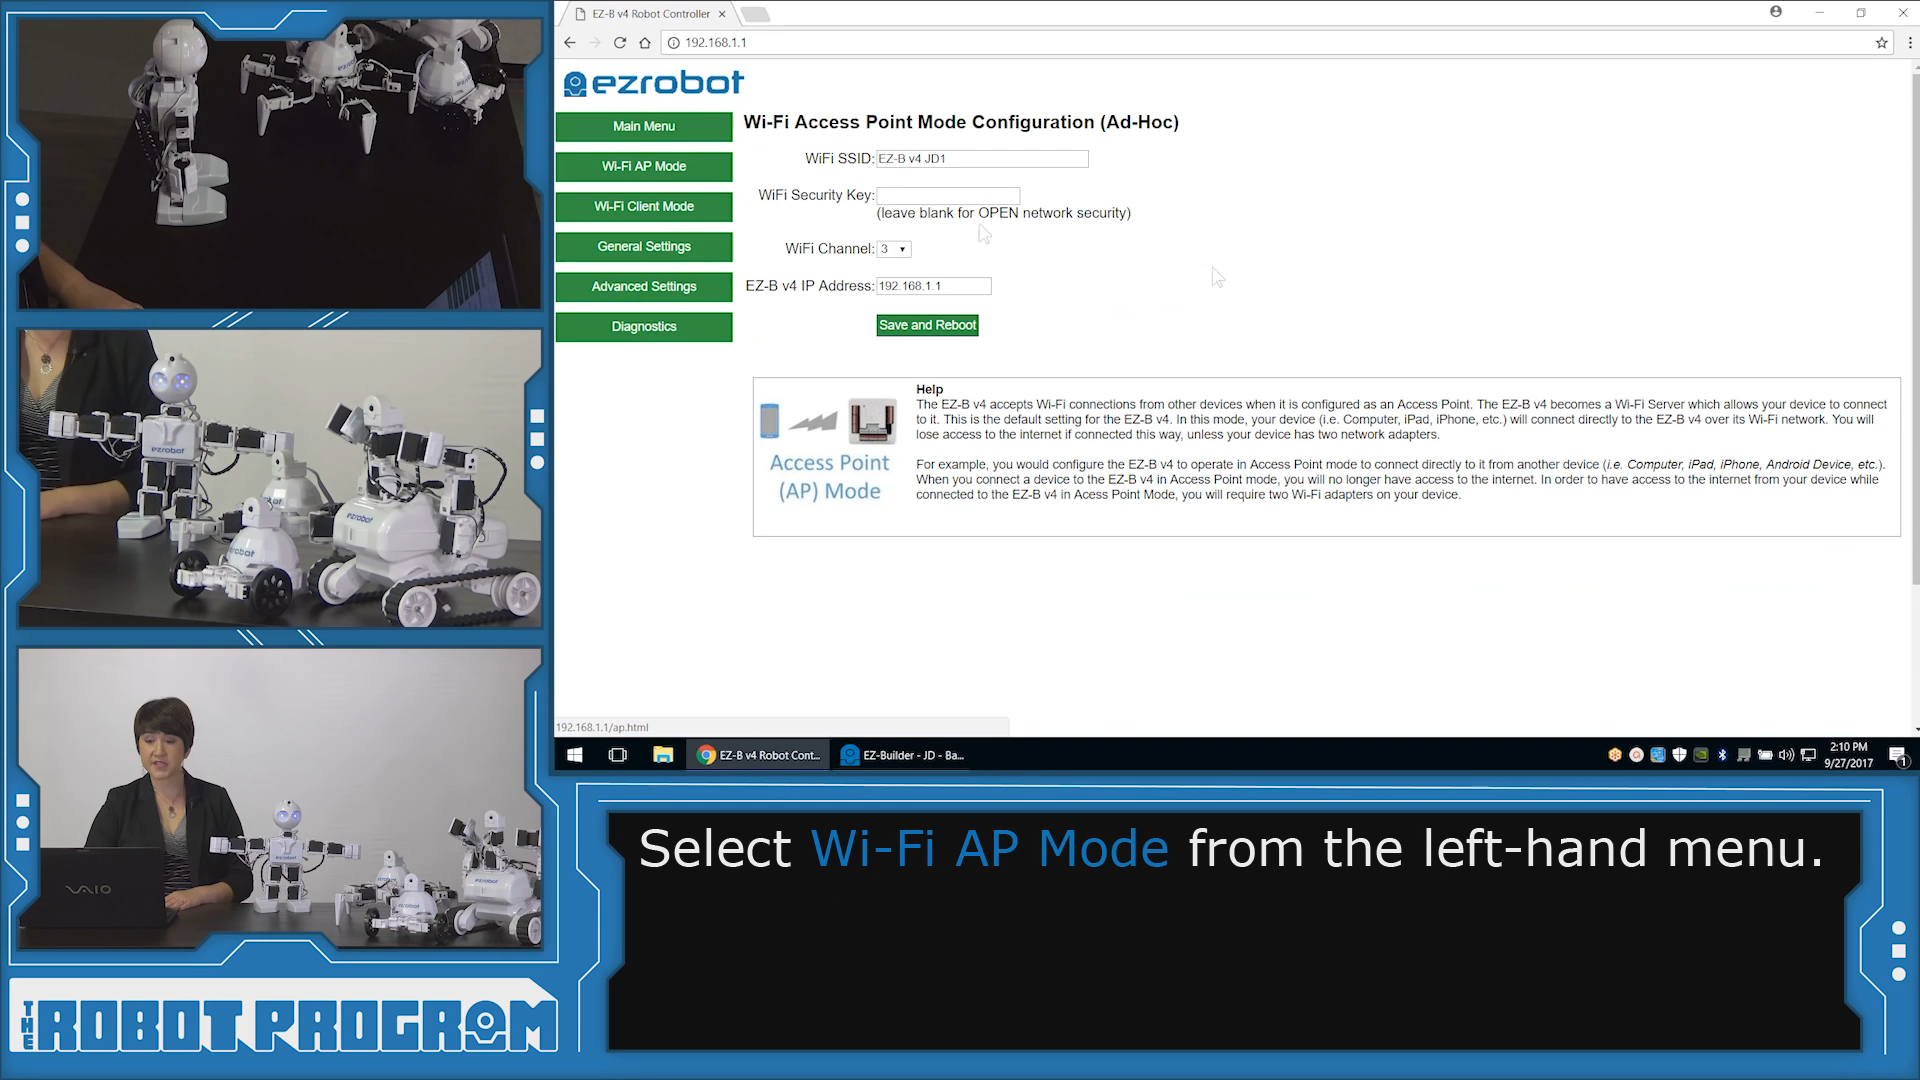 EZ-B v4 Robot Controller
192.168.1.1
ezrobot
Main Menu
Wi-Fi AP Mode
Wi-Fi Client Mode
General Settings
Advanced Settings
Diagnostics
Wi-Fi Access Point Mode Configuration (Ad-Hoc)
WiFi SSID: EZ-B v4 JD1
WiFi Security Key:
(leave blank for OPEN network security)
WiFi Channel: 3
EZ-B v4 IP Address: 192.168.1.1
Save and Reboot
Access Point
(AP) Mode
Help
The EZ-B v4 accepts Wi-Fi connections from other devices when it is configured as an Access Point. The EZ-B v4 becomes a Wi-Fi Server which allows your device to connect
to it. This is the default setting for the EZ-B v4. In this mode, your device (i.e. Computer, iPad, iPhone, etc.) will connect directly to the EZ-B v4 over its Wi-Fi network. You will
lose access to the internet if connected this way, unless your device has two network adapters.
For example, you would configure the EZ-B v4 to operate in Access Point mode to connect directly to it from another device (i.e. Computer, iPad, iPhone, Android Device, etc.).
When you connect a device to the EZ-B v4 in Access Point mode, you will no longer have access to the internet. In order to have access to the internet from your device while
connected to the EZ-B v4 in Acess Point Mode, you will require two Wi-Fi adapters on your device.
192.168.1.1/ap.html
EZ-B v4 Robot Cont...
EZ-Builder - JD - Ba...
2:10 PM
9/27/2017
1
Select Wi-Fi AP Mode from the left-hand menu.
ezrobot
ezrobot
ezrobot
VAIO
ezrobot
ezrobot
THE ROBOT PROGRAM